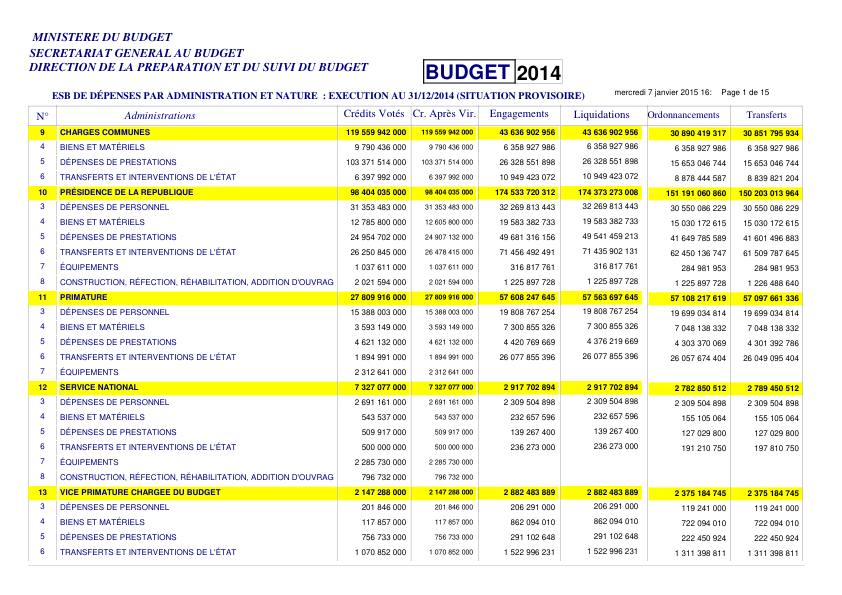 MINISTERE DU BUDGET
SECRETARIAT GENERAL AU BUDGET
DIRECTION DE LA PREPARATION ET DU SUIVI DU BUDGET
BUDGET 2014
ESB DE DÉPENSES PAR ADMINISTRATION ET NATURE : EXECUTION AU 31/12/2014 (SITUATION PROVISOIRE) mercredi 7 janvier 2015 16: Page 1 de 15
N° Administrations Crédits Votés Cr. Après Vir. Engagements Liquidations Ordonnancements Transferts
9 CHARGES COMMUNES 119 559 942 000 119 559 942 000 43 636 902 956 43 636 902 956 30 890 419 317 30 851 795 934
4 BIENS ET MATÉRIELS 9 790 436 000 9 790 436 000 6 358 927 986 6 358 927 986 6 358 927 986 6 358 927 986
5 DÉPENSES DE PRESTATIONS 103 371 514 000 103 371 514 000 26 328 551 898 26 328 551 898 15 653 046 744 15 653 046 744
6 TRANSFERTS ET INTERVENTIONS DE L'ÉTAT 6 397 992 000 6 397 992 000 10 949 423 072 10 949 423 072 8 878 444 587 8 839 821 204
10 PRÉSIDENCE DE LA REPUBLIQUE 98 404 035 000 98 404 035 000 174 533 720 312 174 373 273 008 151 191 060 860 150 203 013 964
3 DÉPENSES DE PERSONNEL 31 353 483 000 31 353 483 000 32 269 813 443 32 269 813 443 30 550 086 229 30 550 086 229
4 BIENS ET MATÉRIELS 12 785 800 000 12 605 800 000 19 583 382 733 19 583 382 733 15 030 172 615 15 030 172 615
5 DÉPENSES DE PRESTATIONS 24 954 702 000 24 907 132 000 49 681 316 156 49 541 459 213 41 649 785 589 41 601 496 883
6 TRANSFERTS ET INTERVENTIONS DE L'ÉTAT 26 250 845 000 26 478 415 000 71 456 492 491 71 435 902 131 62 450 136 747 61 509 787 645
7 ÉQUIPEMENTS 1 037 611 000 1 037 611 000 316 817 761 316 817 761 284 981 953 284 981 953
8 CONSTRUCTION, RÉFECTION, RÉHABILITATION, ADDITION D'OUVRAG 2 021 594 000 2 021 594 000 1 225 897 728 1 225 897 728 1 225 897 728 1 226 488 640
11 PRIMATURE 27 809 916 000 27 809 916 000 57 608 247 645 57 563 697 645 57 108 217 619 57 097 661 336
3 DÉPENSES DE PERSONNEL 15 388 003 000 15 388 003 000 19 808 767 254 19 808 767 254 19 699 034 814 19 699 034 814
4 BIENS ET MATÉRIELS 3 593 149 000 3 593 149 000 7 300 855 326 7 300 855 326 7 048 138 332 7 048 138 332
5 DÉPENSES DE PRESTATIONS 4 621 132 000 4 621 132 000 4 420 769 669 4 376 219 669 4 303 370 069 4 301 392 786
6 TRANSFERTS ET INTERVENTIONS DE L'ÉTAT 1 894 991 000 1 894 991 000 26 077 855 396 26 077 855 396 26 057 674 404 26 049 095 404
7 ÉQUIPEMENTS 2 312 641 000 2 312 641 000
12 SERVICE NATIONAL 7 327 077 000 7 327 077 000 2 917 702 894 2 917 702 894 2 782 850 512 2 789 450 512
3 DÉPENSES DE PERSONNEL 2 691 161 000 2 691 161 000 2 309 504 898 2 309 504 898 2 309 504 898 2 309 504 898
4 BIENS ET MATÉRIELS 543 537 000 543 537 000 232 657 596 232 657 596 155 105 064 155 105 064
5 DÉPENSES DE PRESTATIONS 509 917 000 509 917 000 139 267 400 139 267 400 127 029 800 127 029 800
6 TRANSFERTS ET INTERVENTIONS DE L'ÉTAT 500 000 000 500 000 000 236 273 000 236 273 000 191 210 750 197 810 750
7 ÉQUIPEMENTS 2 285 730 000 2 285 730 000
8 CONSTRUCTION, RÉFECTION, RÉHABILITATION, ADDITION D'OUVRAG 796 732 000 796 732 000
13 VICE PRIMATURE CHARGEE DU BUDGET 2 147 288 000 2 147 288 000 2 882 483 889 2 882 483 889 2 375 184 745 2 375 184 745
3 DÉPENSES DE PERSONNEL 201 846 000 201 846 000 206 291 000 206 291 000 119 241 000 119 241 000
4 BIENS ET MATÉRIELS 117 857 000 117 857 000 862 094 010 862 094 010 722 094 010 722 094 010
5 DÉPENSES DE PRESTATIONS 756 733 000 756 733 000 291 102 648 291 102 648 222 450 924 222 450 924
6 TRANSFERTS ET INTERVENTIONS DE L'ÉTAT 1 070 852 000 1 070 852 000 1 522 996 231 1 522 996 231 1 311 398 811 1 311 398 811